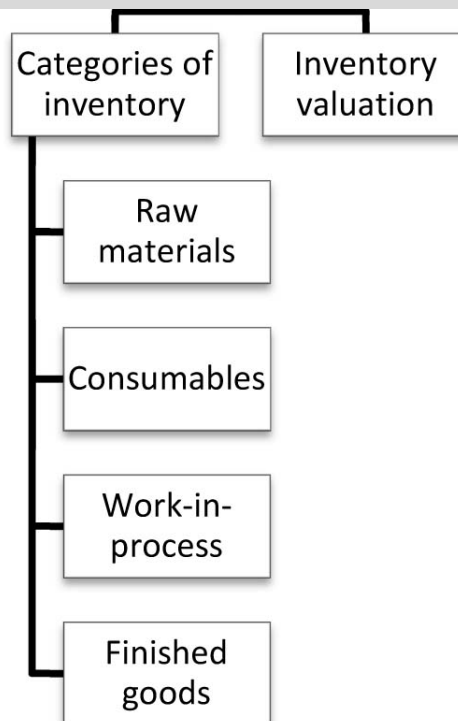 Categories of
inventory
Inventory
valuation
Raw
materials
Consumables
Work-in-
process
Finished
goods